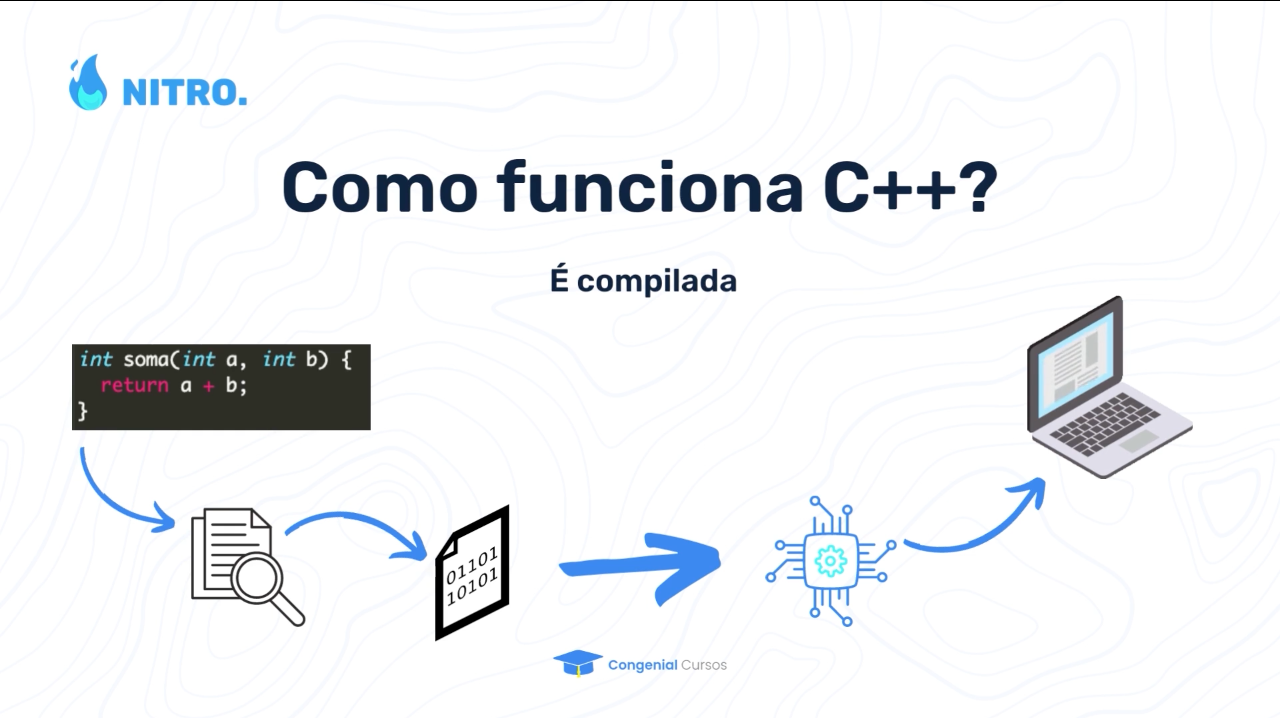 NITRO.
Como funciona C++?
É compilada
int soma(int a, int b) {
  return a + b;
}
01101
10101
Congenial Cursos